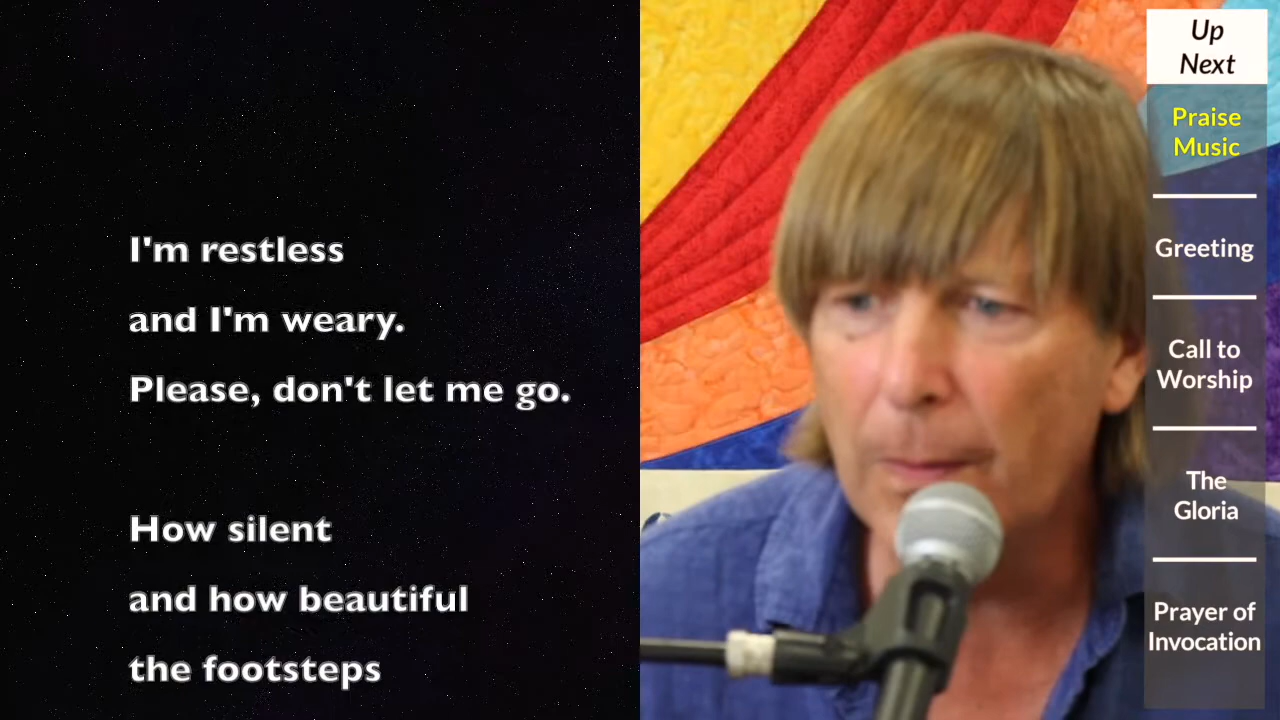 I'm restless
and I'm weary.
Please, don't let me go.
How silent
and how beautiful
the footsteps
Up
Next
Praise
Music
Greeting
Call to
Worship
The
Gloria
Prayer of
Invocation